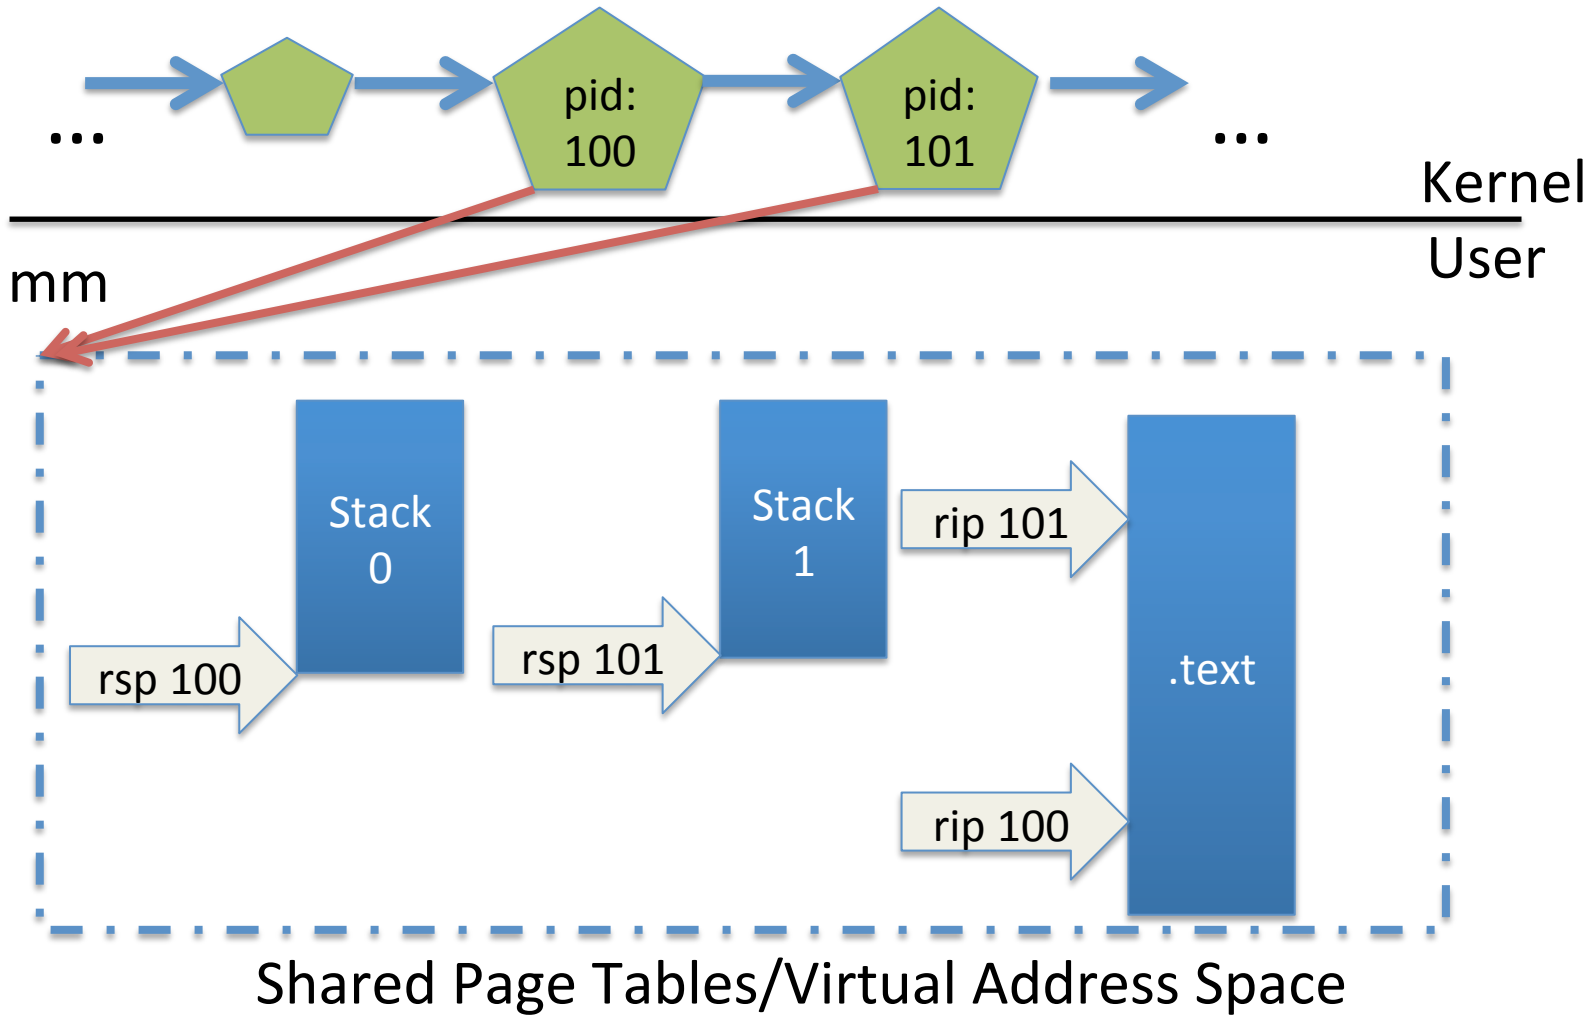 pid:
100
pid:
101
...
...
Kernel
User
mm
Stack
0
Stack
1
rip 101
rsp 100
rsp 101
.text
rip 100
Shared Page Tables/Virtual Address Space